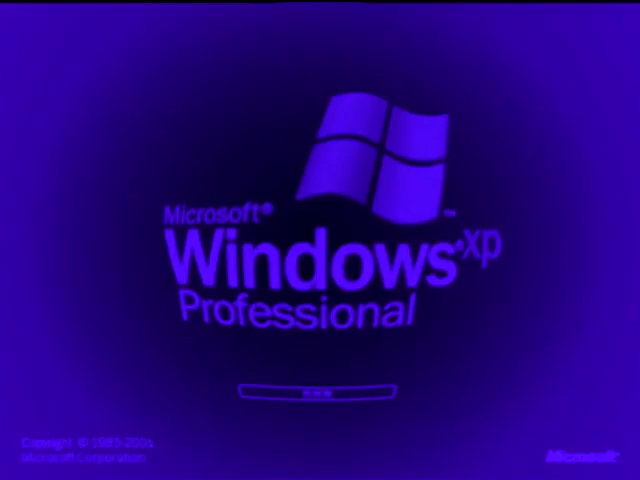 Microsoft®
Windows xp
Professional
Copyright © 1985-2001
Microsoft Corporation
Microsoft